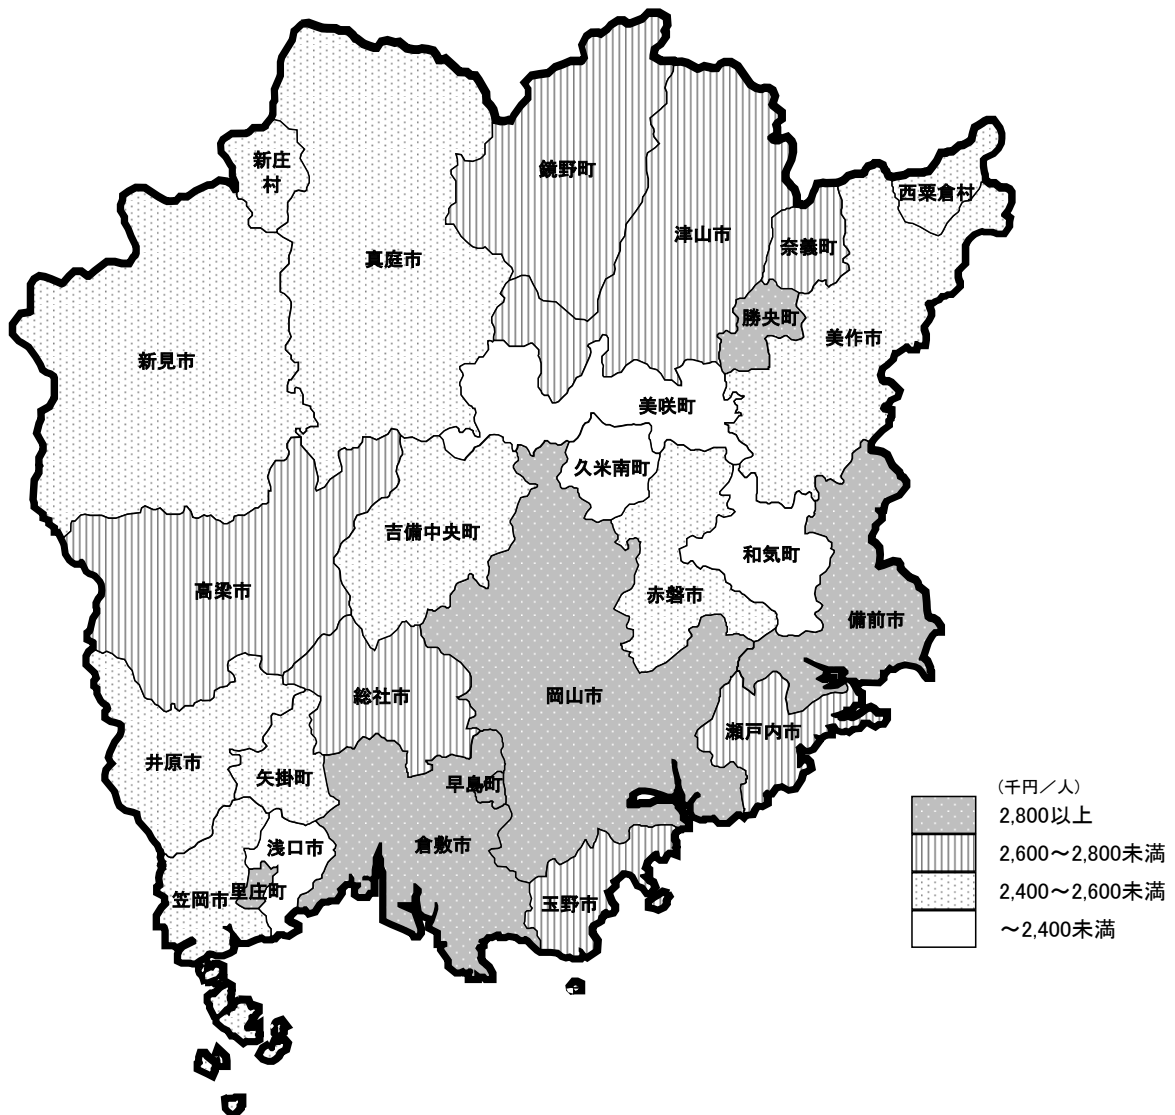 新庄
村
鏡野町
西粟倉村
津山市
奈義町
真庭市
勝央町
美作市
新見市
美咲町
久米南町
吉備中央町
和気町
高梁市
赤磐市
備前市
総社市
岡山市
瀬戸内市
井原市
矢掛町
早島町
倉敷市
浅口市
里庄町
笠岡市
玉野市
(千円/人)
2,800以上
2,600~2,800未満
2,400~2,600未満
~2,400未満